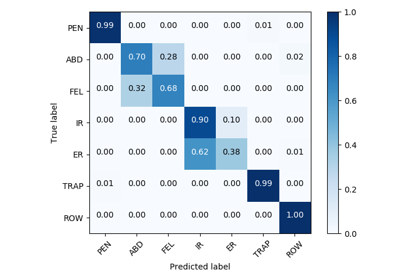 PEN 0.99 0.00 0.00 0.00 0.00 0.01 0.00
ABD 0.00 0.70 0.28 0.00 0.00 0.00 0.02
FEL 0.00 0.32 0.68 0.00 0.00 0.00 0.00
IR 0.00 0.00 0.00 0.90 0.10 0.00 0.00
ER 0.00 0.00 0.00 0.62 0.38 0.00 0.01
TRAP 0.01 0.00 0.00 0.00 0.00 0.99 0.00
ROW 0.00 0.00 0.00 0.00 0.00 0.00 1.00
PEN ABD FEL IR ER TRAP ROW
Predicted label
True label
1.0
0.8
0.6
0.4
0.2
0.0